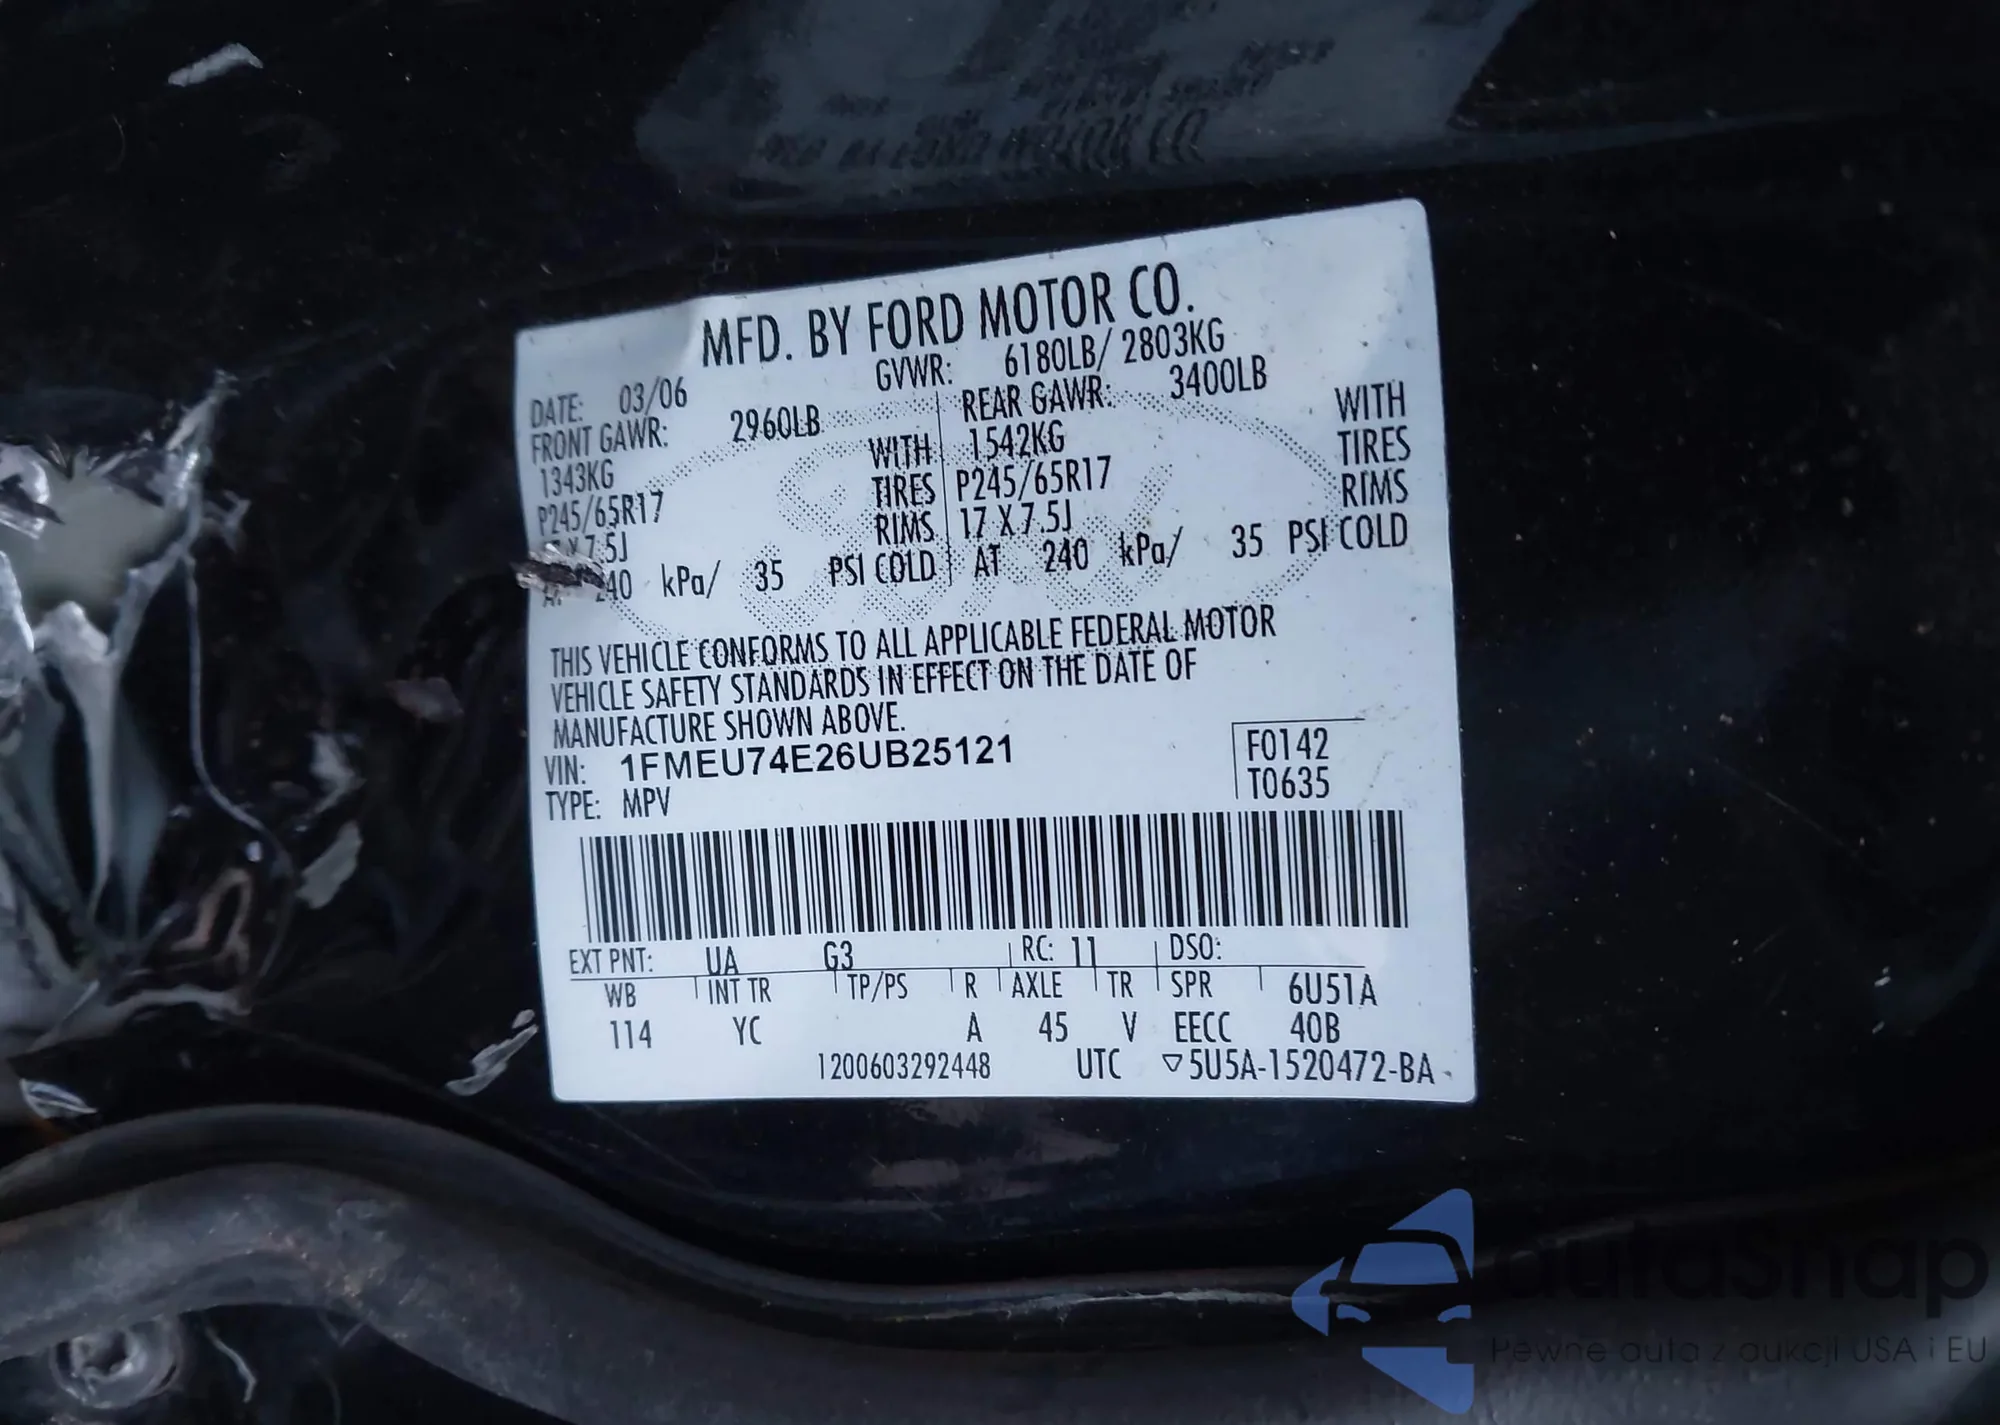 MFD. BY FORD MOTOR CO.
DATE: 03/06 GVWR: 6180LB/ 2803KG
FRONT GAWR: 2960LB REAR GAWR: 3400LB
1343KG WITH 1542KG WITH
P245/65R17 TIRES P245/65R17 TIRES
7.5J RIMS 17 X 7.5J RIMS
240 kPa/ 35 PSI COLD AT 240 kPa/ 35 PSI COLD
THIS VEHICLE CONFORMS TO ALL APPLICABLE FEDERAL MOTOR
VEHICLE SAFETY STANDARDS IN EFFECT ON THE DATE OF
MANUFACTURE SHOWN ABOVE.
VIN: 1FMEU74E26UB25121 F0142
TYPE: MPV T0635
EXT PNT: UA G3 RC: 11 DSO:
WB INT TR TP/PS R AXLE TR SPR 6U51A
114 YC A 45 V EECC 40B
1200603292448 UTC ▽5U5A-1520472-BA
autasnap
Pewne auta z aukcji USA i EU